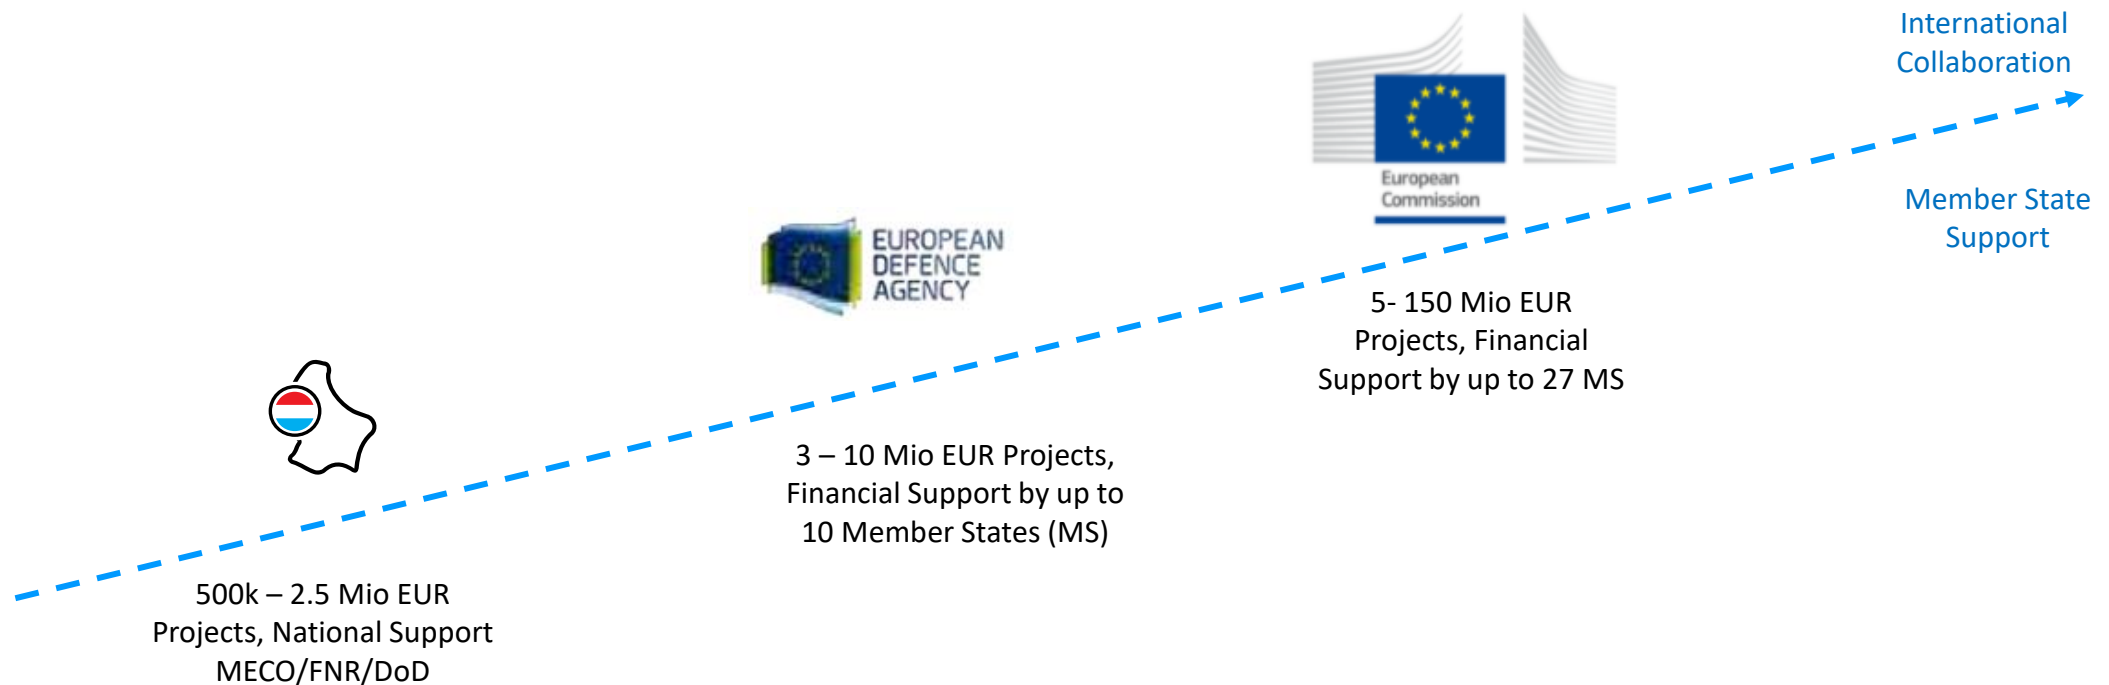 International
Collaboration
European
Commission
Member State
Support
EUROPEAN
DEFENCE
AGENCY
5- 150 Mio EUR
Projects, Financial
Support by up to 27 MS
3 – 10 Mio EUR Projects,
Financial Support by up to
10 Member States (MS)
500k – 2.5 Mio EUR
Projects, National Support
MECO/FNR/DoD